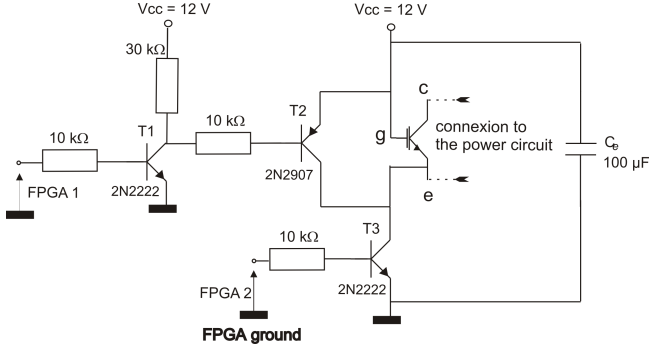 Vcc = 12 V
Vcc = 12 V
30 kΩ
c
T2
10 kΩ
T1
10 kΩ
g
connexion to
the power circuit
Ce
100 µF
FPGA 1
2N2222
2N2907
e
10 kΩ
T3
FPGA 2
2N2222
FPGA ground